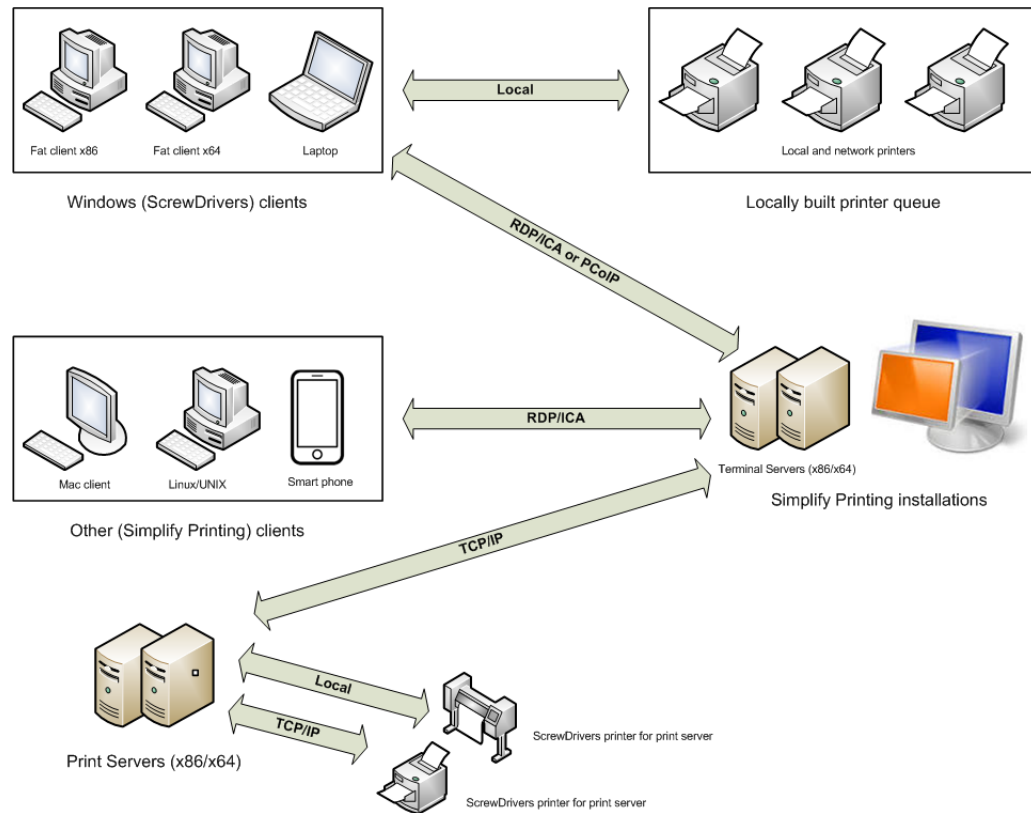 Fat client x86
Fat client x64
Laptop
Windows (ScrewDrivers) clients
Local
Local and network printers
Locally built printer queue
RDP/ICA or PCoIP
Mac client
Linux/UNIX
Smart phone
Other (Simplify Printing) clients
RDP/ICA
Terminal Servers (x86/x64)
Simplify Printing installations
TCP/IP
Print Servers (x86/x64)
Local
TCP/IP
ScrewDrivers printer for print server
ScrewDrivers printer for print server